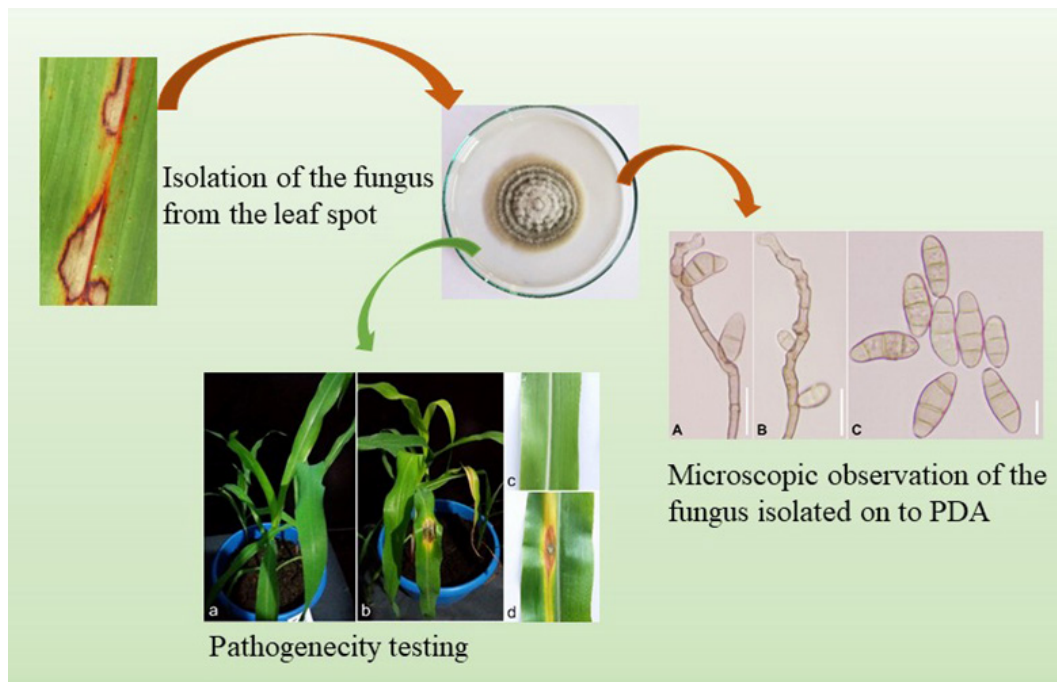 Isolation of the fungus
from the leaf spot
A
B
C
Microscopic observation of the
fungus isolated on to PDA
a
b
c
d
Pathogenecity testing